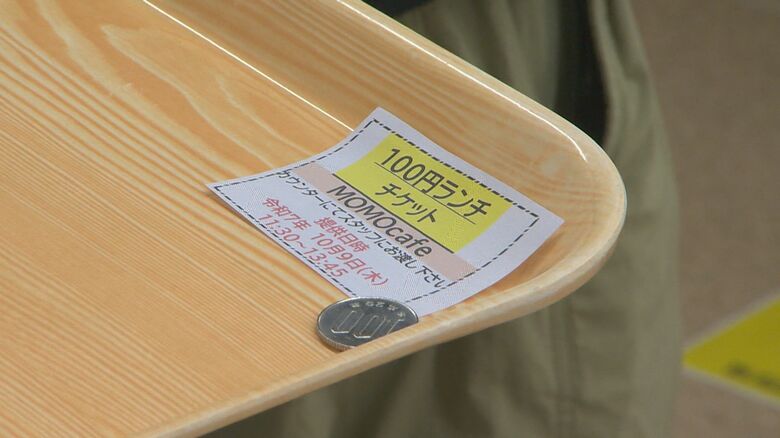 100円ランチ
チケット
MOMOcafe
カウンターにてスタッフにお渡し下さい
提供日時
令和7年 10月9日(木)
11:30~13:45
100